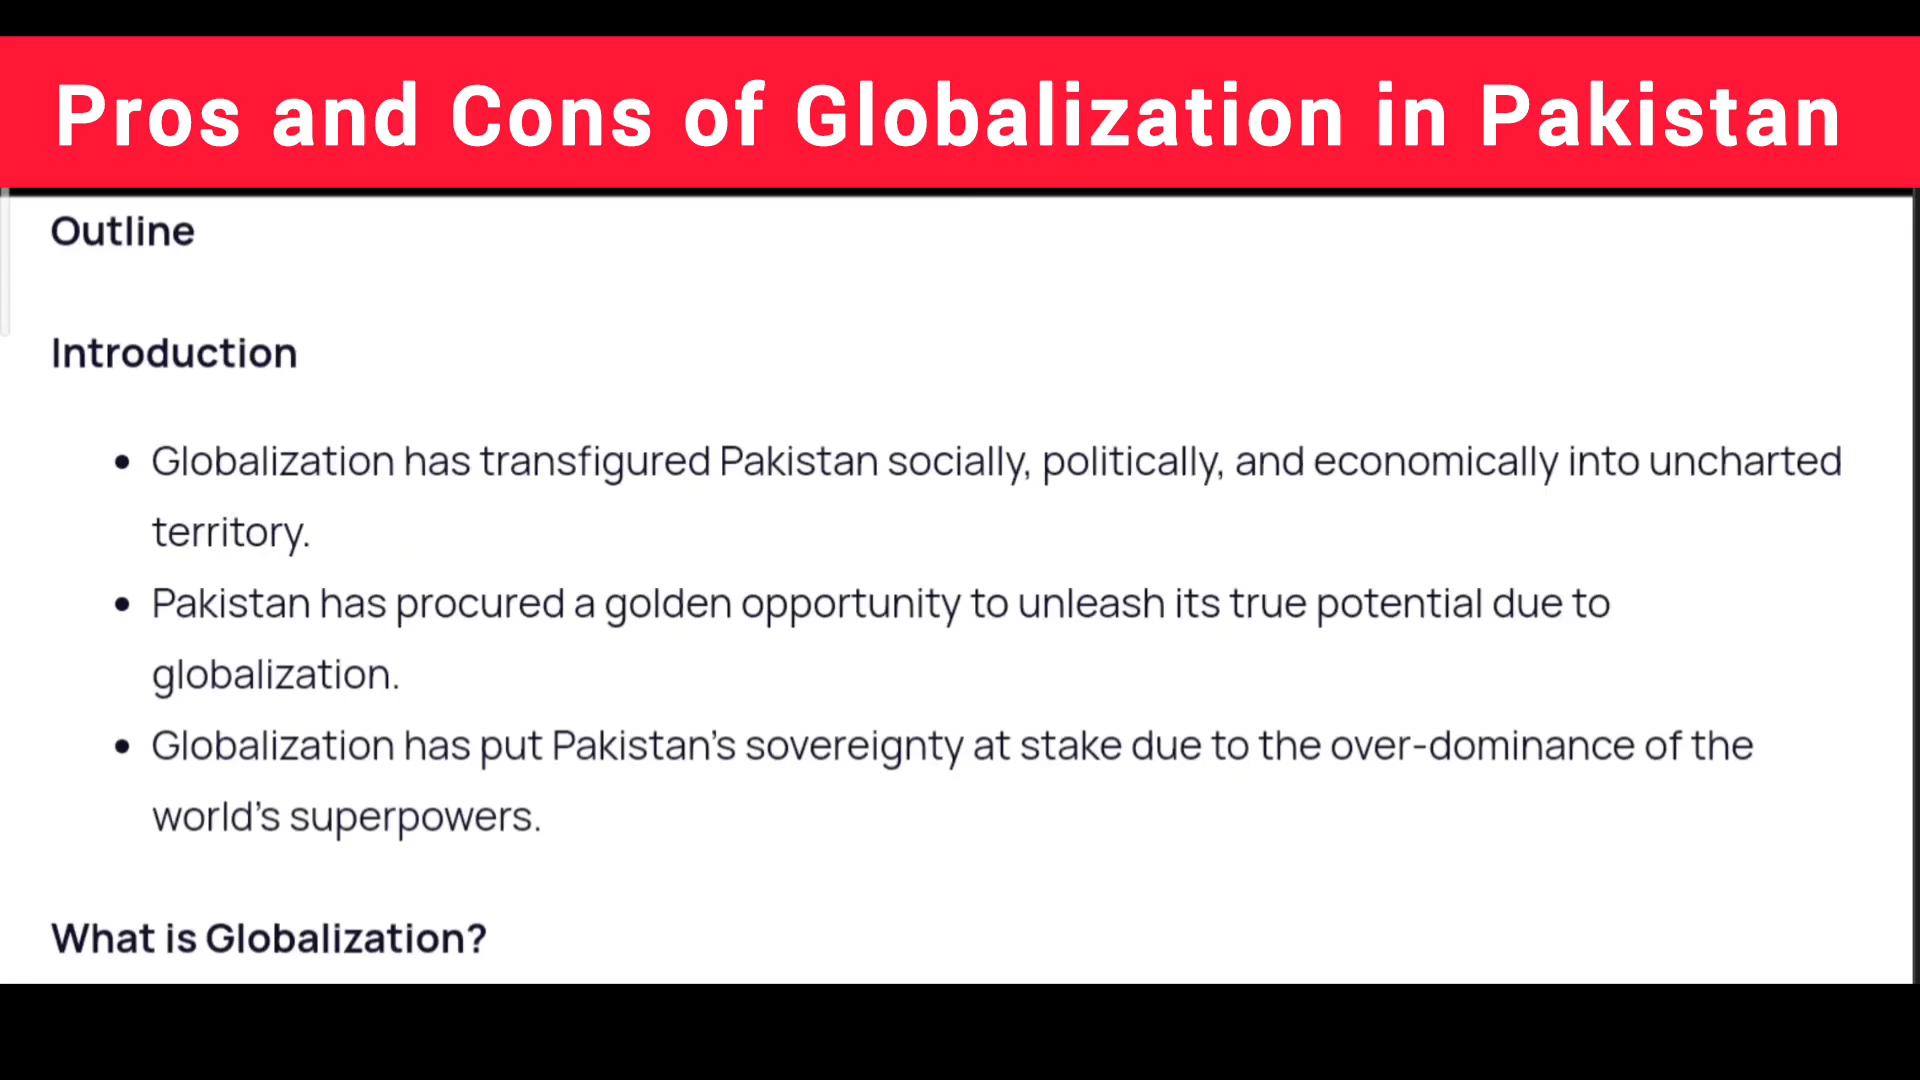 Pros and Cons of Globalization in Pakistan
Outline
Introduction
• Globalization has transfigured Pakistan socially, politically, and economically into uncharted
territory.
• Pakistan has procured a golden opportunity to unleash its true potential due to
globalization.
• Globalization has put Pakistan’s sovereignty at stake due to the over-dominance of the
world’s superpowers.
What is Globalization?